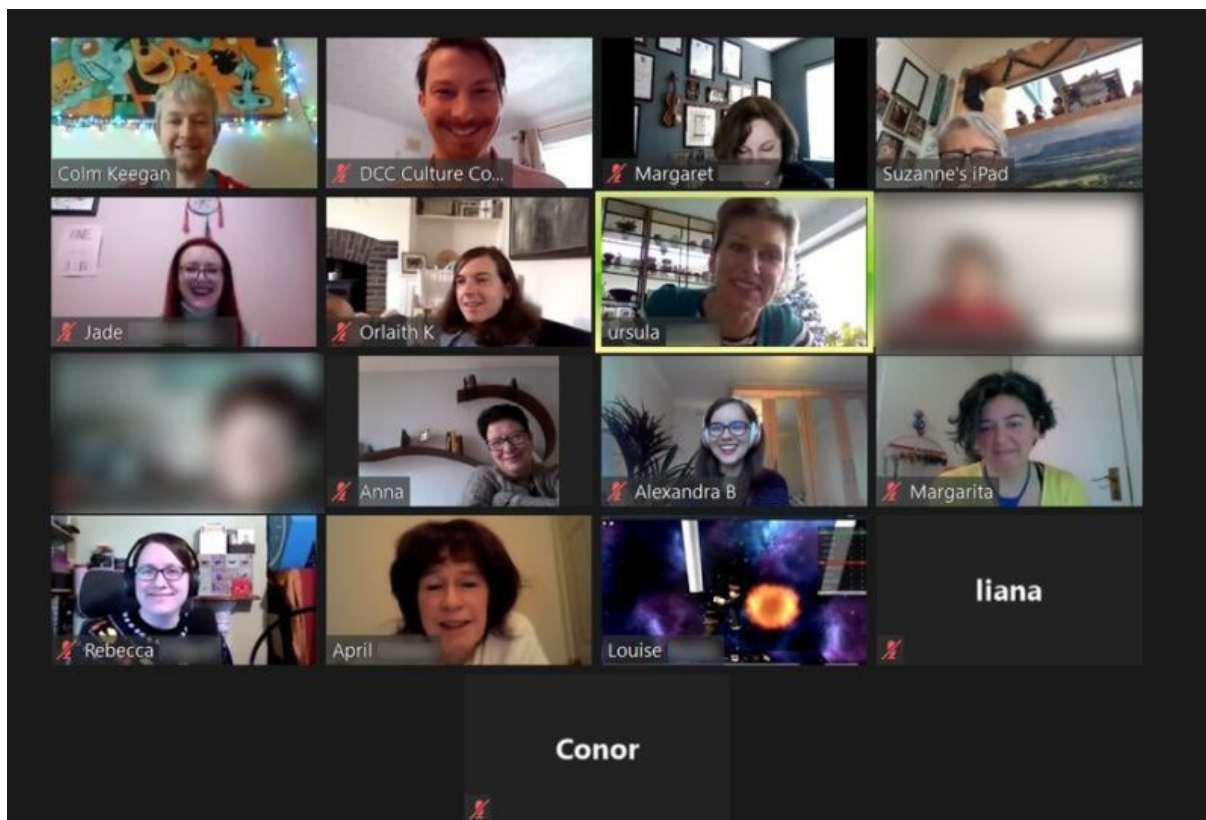 Colm Keegan
DCC Culture Co...
Margaret
Suzanne's iPad
Jade
Orlaith K
ursula
Anna
Alexandra B
Margarita
Rebecca
April
Louise
liana
Conor